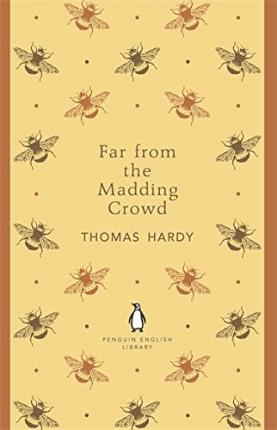 Far from
the
Madding
Crowd
THOMAS HARDY
PENGUIN ENGLISH
LIBRARY